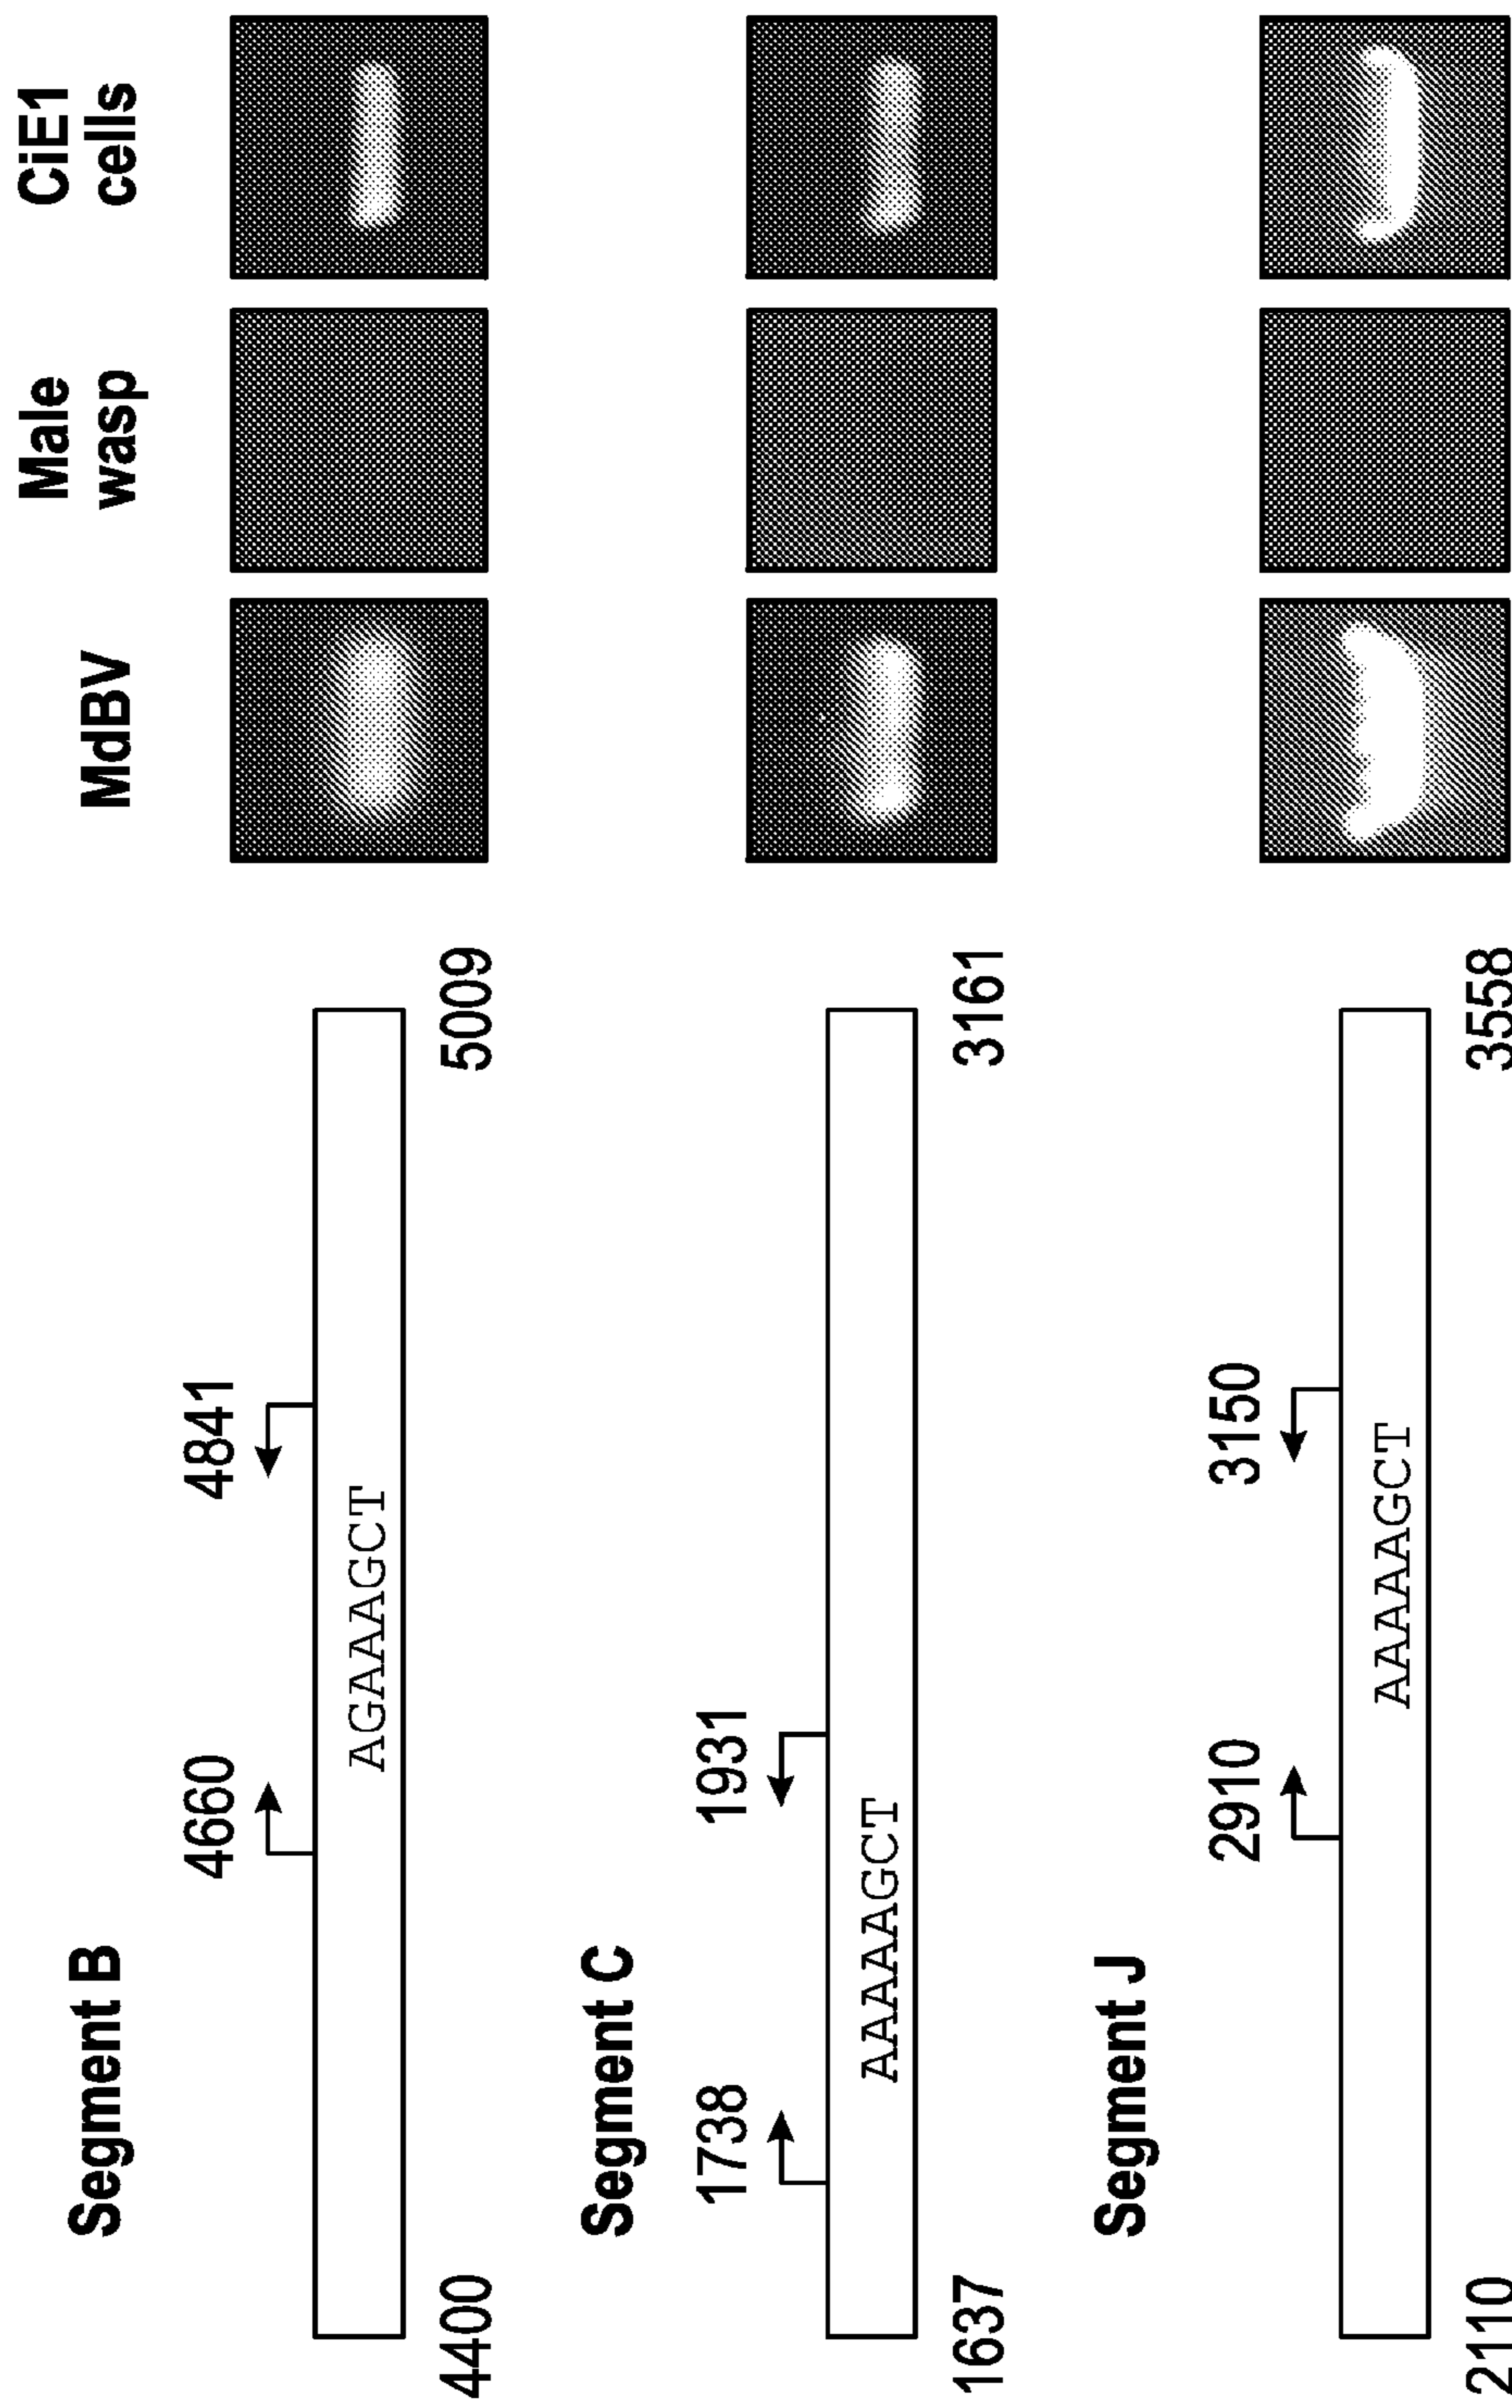 MdBV
Male
wasp
CiE1
cells
Segment B
4660
4841
AGAAAGCT
4400
5009
Segment C
1738
1931
AAAAAGCT
1637
3161
Segment J
2910
3150
AAAAAGCT
2110
3558